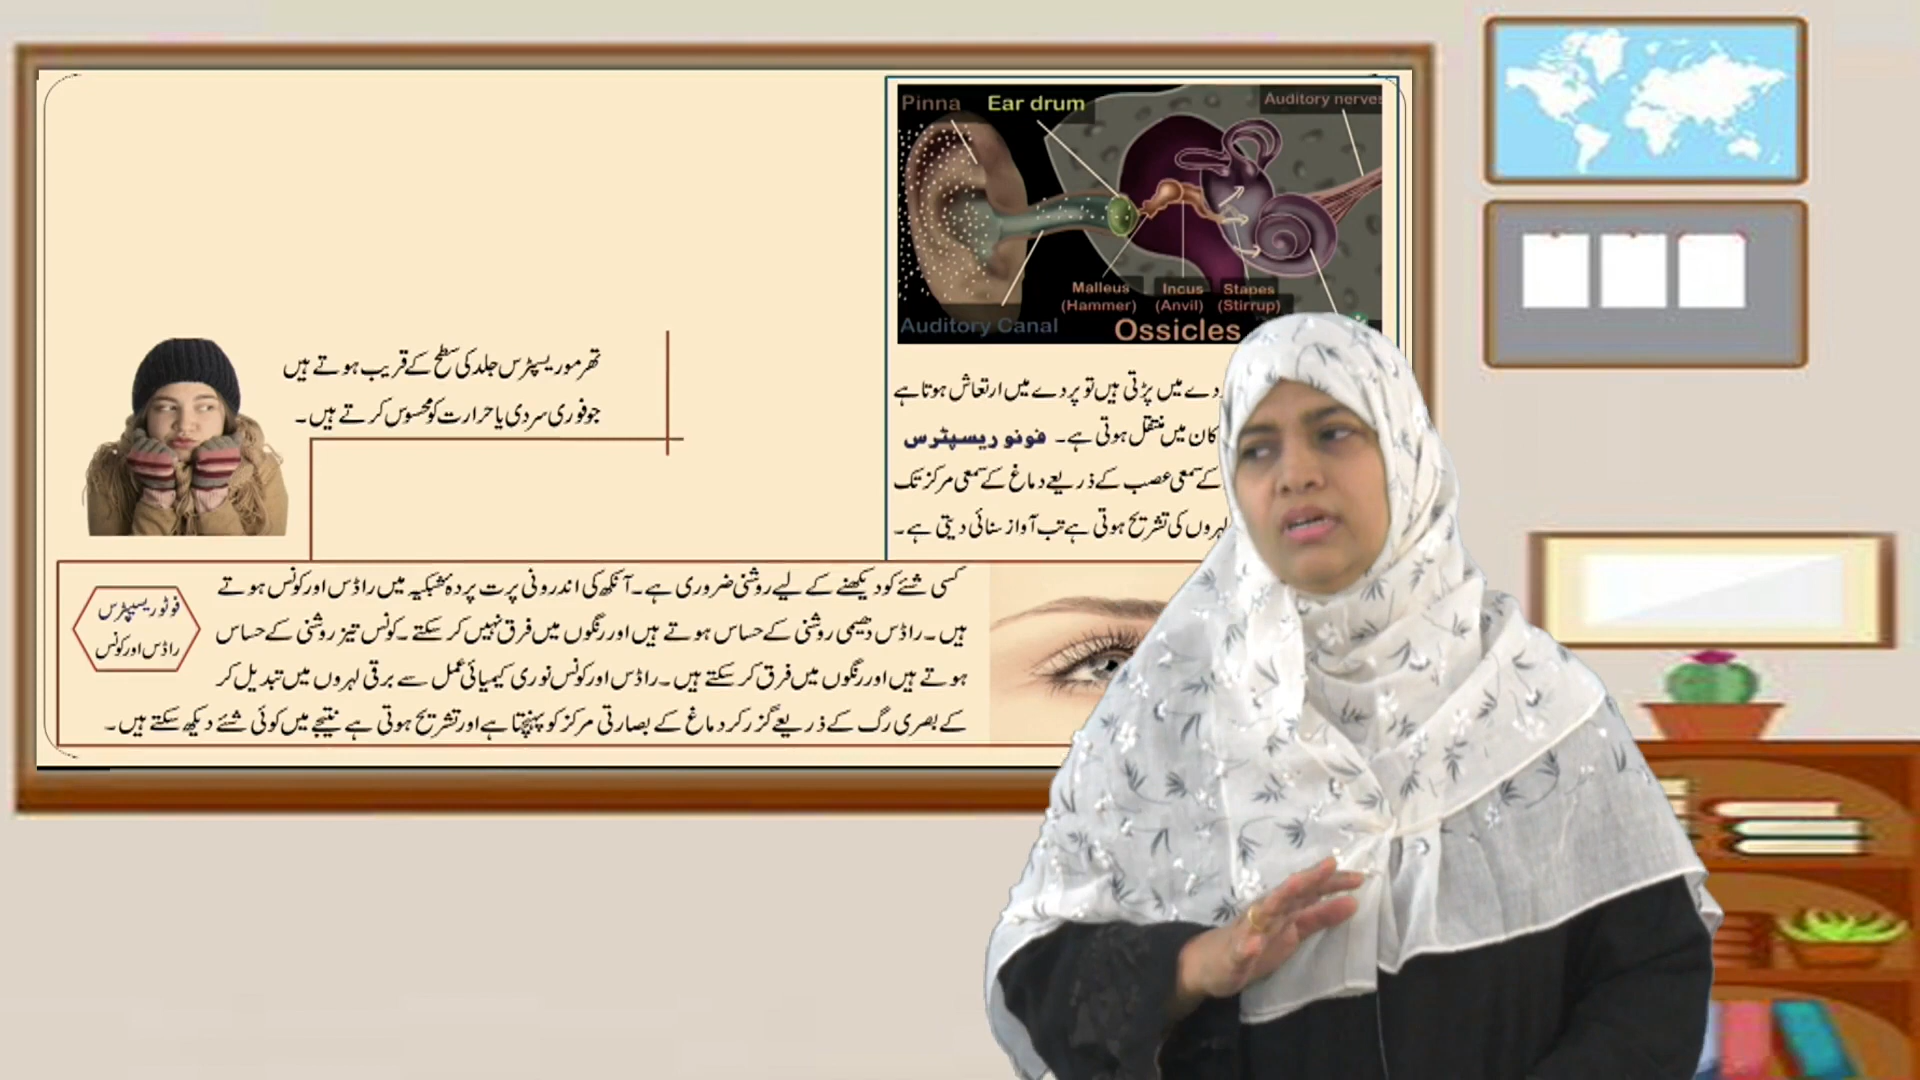 Pinna
Ear drum
Auditory nerves
Malleus
(Hammer)
Incus
(Anvil)
Stapes
(Stirrup)
Auditory Canal
Ossicles
دے میں پڑتی ہیں تو پردے میں ارتعاش ہوتا ہے
کان میں منتقل ہوتی ہے۔ فونو ریسپٹرس
کے سمعی عصب کے ذریعے دماغ کے سمعی مرکز تک
لہروں کی تشریح ہوتی ہے تب آواز سنائی دیتی ہے۔
تھرموریسپٹرس جلد کی سطح کے قریب ہوتے ہیں
جو فوری سردی یا حرارت کو محسوس کرتے ہیں۔
کسی شئے کو دیکھنے کے لیے روشنی ضروری ہے۔ آنکھ کی اندرونی پرت پردہ شبکیہ میں راڈس اور کونس ہوتے
ہیں۔ راڈس دھیمی روشنی کے حساس ہوتے ہیں اور رنگوں میں فرق نہیں کر سکتے۔ کونس تیز روشنی کے حساس
ہوتے ہیں اور رنگوں میں فرق کر سکتے ہیں۔ راڈس اور کونس نوری کیمیائی عمل سے برقی لہروں میں تبدیل کر
کے بصری رگ کے ذریعے گزر کر دماغ کے بصارتی مرکز کو پہنچتا ہے اور تشریح ہوتی ہے نتیجے میں کوئی شئے دیکھ سکتے ہیں۔
فوٹو ریسپٹرس
راڈس اور کونس